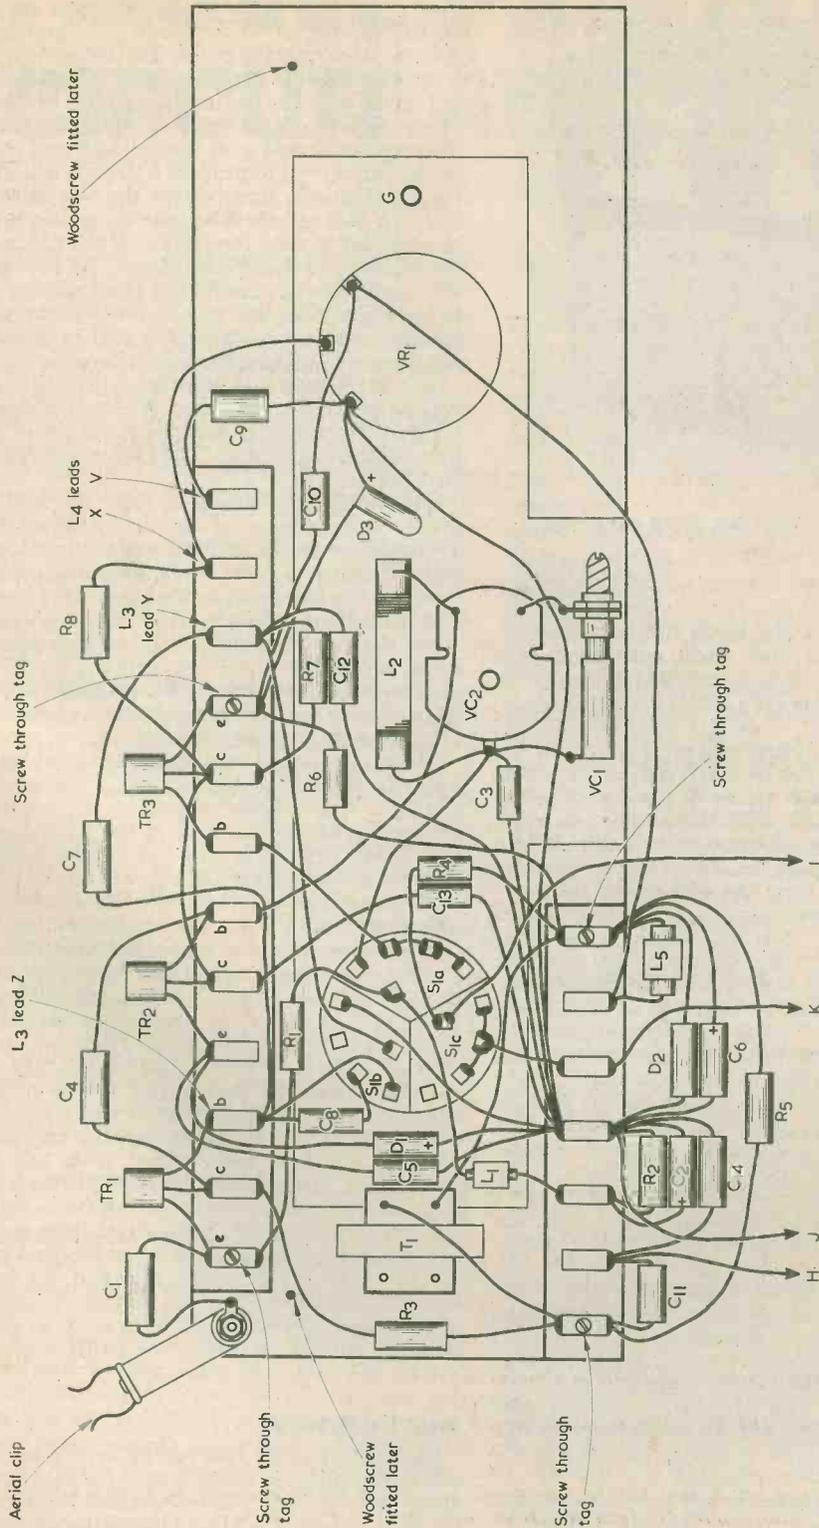 Aerial clip
L3 lead Z
Screw through tag
Woodscrew fitted later
C1
C4
C7
R8
TR1
TR2
TR3
L3
lead Y
L4 leads
X V
e
c
b
e
c
b
b
c
e
C9
Screw through
tag
R1
C10
Woodscrew
fitted later
C8
R6
R7
C12
D3
+
S1b
R3
T1
C5
D1
+
S1a
S1c
C13
R4
L2
VR1
G
L1
C3
VC2
VC1
Screw through
tag
R2
C2
+
C14
D2
C6
+
L5
Screw through tag
C11
R5
H
J
K
I